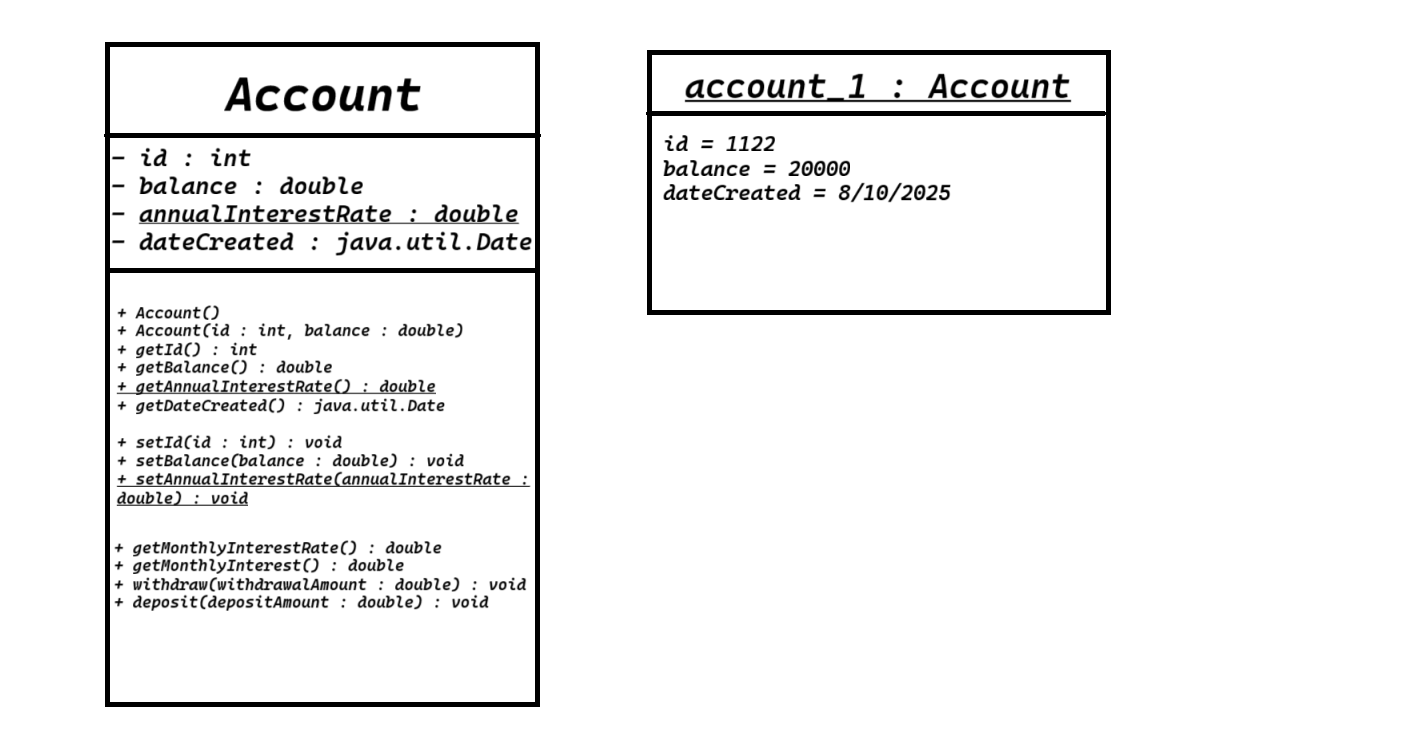 Account
- id : int
- balance : double
- annualInterestRate : double
- dateCreated : java.util.Date
+ Account()
+ Account(id : int, balance : double)
+ getId() : int
+ getBalance() : double
+ getAnnualInterestRate() : double
+ getDateCreated() : java.util.Date
+ setId(id : int) : void
+ setBalance(balance : double) : void
+ setAnnualInterestRate(annualInterestRate :
double) : void
+ getMonthlyInterestRate() : double
+ getMonthlyInterest() : double
+ withdraw(withdrawalAmount : double) : void
+ deposit(depositAmount : double) : void
account_1 : Account
id = 1122
balance = 20000
dateCreated = 8/10/2025